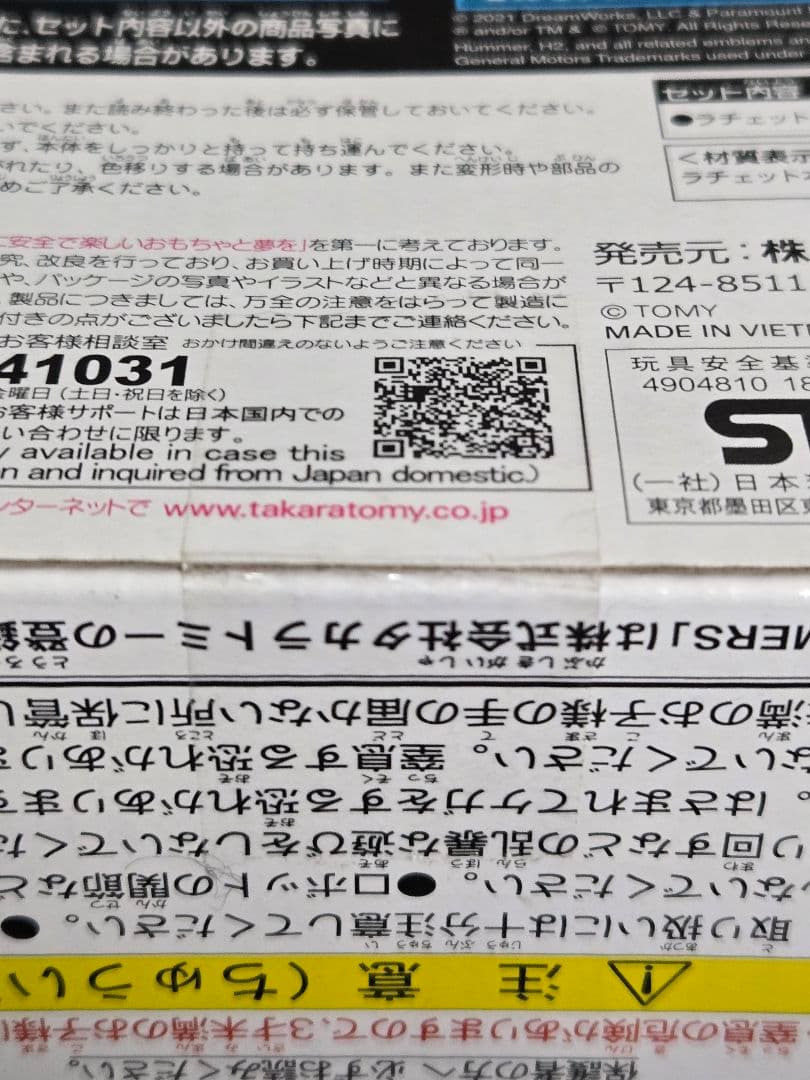 た、セット内容以外の商品写真に
含まれる場合があります。
© 2021 DreamWorks, LLC & Paramount
® and/or TM & © TOMY. All Rights Rese
Hummer, H2, and all related emblems an
General Motors Trademarks used under
さい。また読み終わった後は必ず保管しておいてください。
いでください。
ず、本体をしっかりと持って持ち運んでください。
れたり、色移りする場合があります。また変形時や部品の
めご了承ください。
セット内容
●ラチェット
＜材質表示
ラチェット本
に安全で楽しいおもちゃと夢を」を第一に考えております。
究、改良を行っており、お買い上げ時期によって同一
や、パッケージの写真やイラストなどと異なる場合が
製品につきましては、万全の注意をはらって製造に
付きの点がございましたら下記までご連絡ください。
お客様相談室 おかけ間違えのないようご注意ください
41031
金曜日(土日・祝日を除く)
お客様サポートは日本国内での
い合わせに限ります。
y available in case this
n and inquired from Japan domestic.)
ンターネットで www.takaratomy.co.jp
発売元:株
〒124-8511
© TOMY
MADE IN VIET
玩具安全基準
4904810 18
ST
(一社)日本
東京都墨田区東
保護者の方へ 必ずお読みください。
窒息の危険がありますので、3才未満のお子様に
注意(ちゅうい
取り扱いには十分注意してください。●
ないでください。●ロボットの関節など
り回すなどの乱暴な遊びをしないでくだ
。はさまれてケガをする恐れがあります
ないでください。窒息する恐れがありま
満のお子様の手の届かない所に保管し
MERS」は株式会社タカラトミーの登録